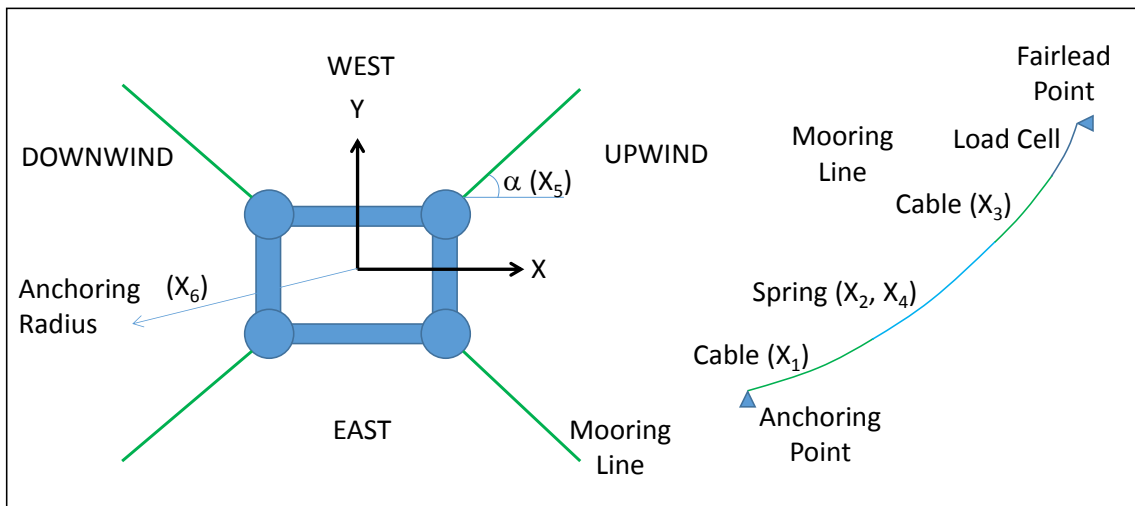 WEST
Y
DOWNWIND
UPWIND
α (X5)
X
(X6)
Anchoring
Radius
EAST
Mooring
Line
Fairlead
Point
Mooring
Line
Load Cell
Cable (X3)
Spring (X2, X4)
Cable (X1)
Anchoring
Point